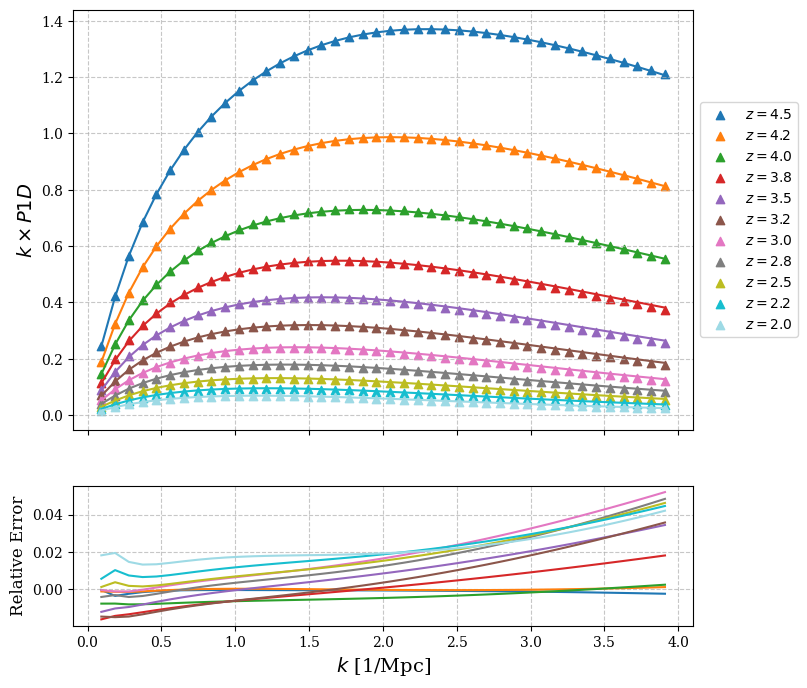 1.4
1.2
1.0
0.8
0.6
0.4
0.2
0.0
k × P1D
z = 4.5
z = 4.2
z = 4.0
z = 3.8
z = 3.5
z = 3.2
z = 3.0
z = 2.8
z = 2.5
z = 2.2
z = 2.0
0.04
0.02
0.00
Relative Error
0.0 0.5 1.0 1.5 2.0 2.5 3.0 3.5 4.0
k [1/Mpc]